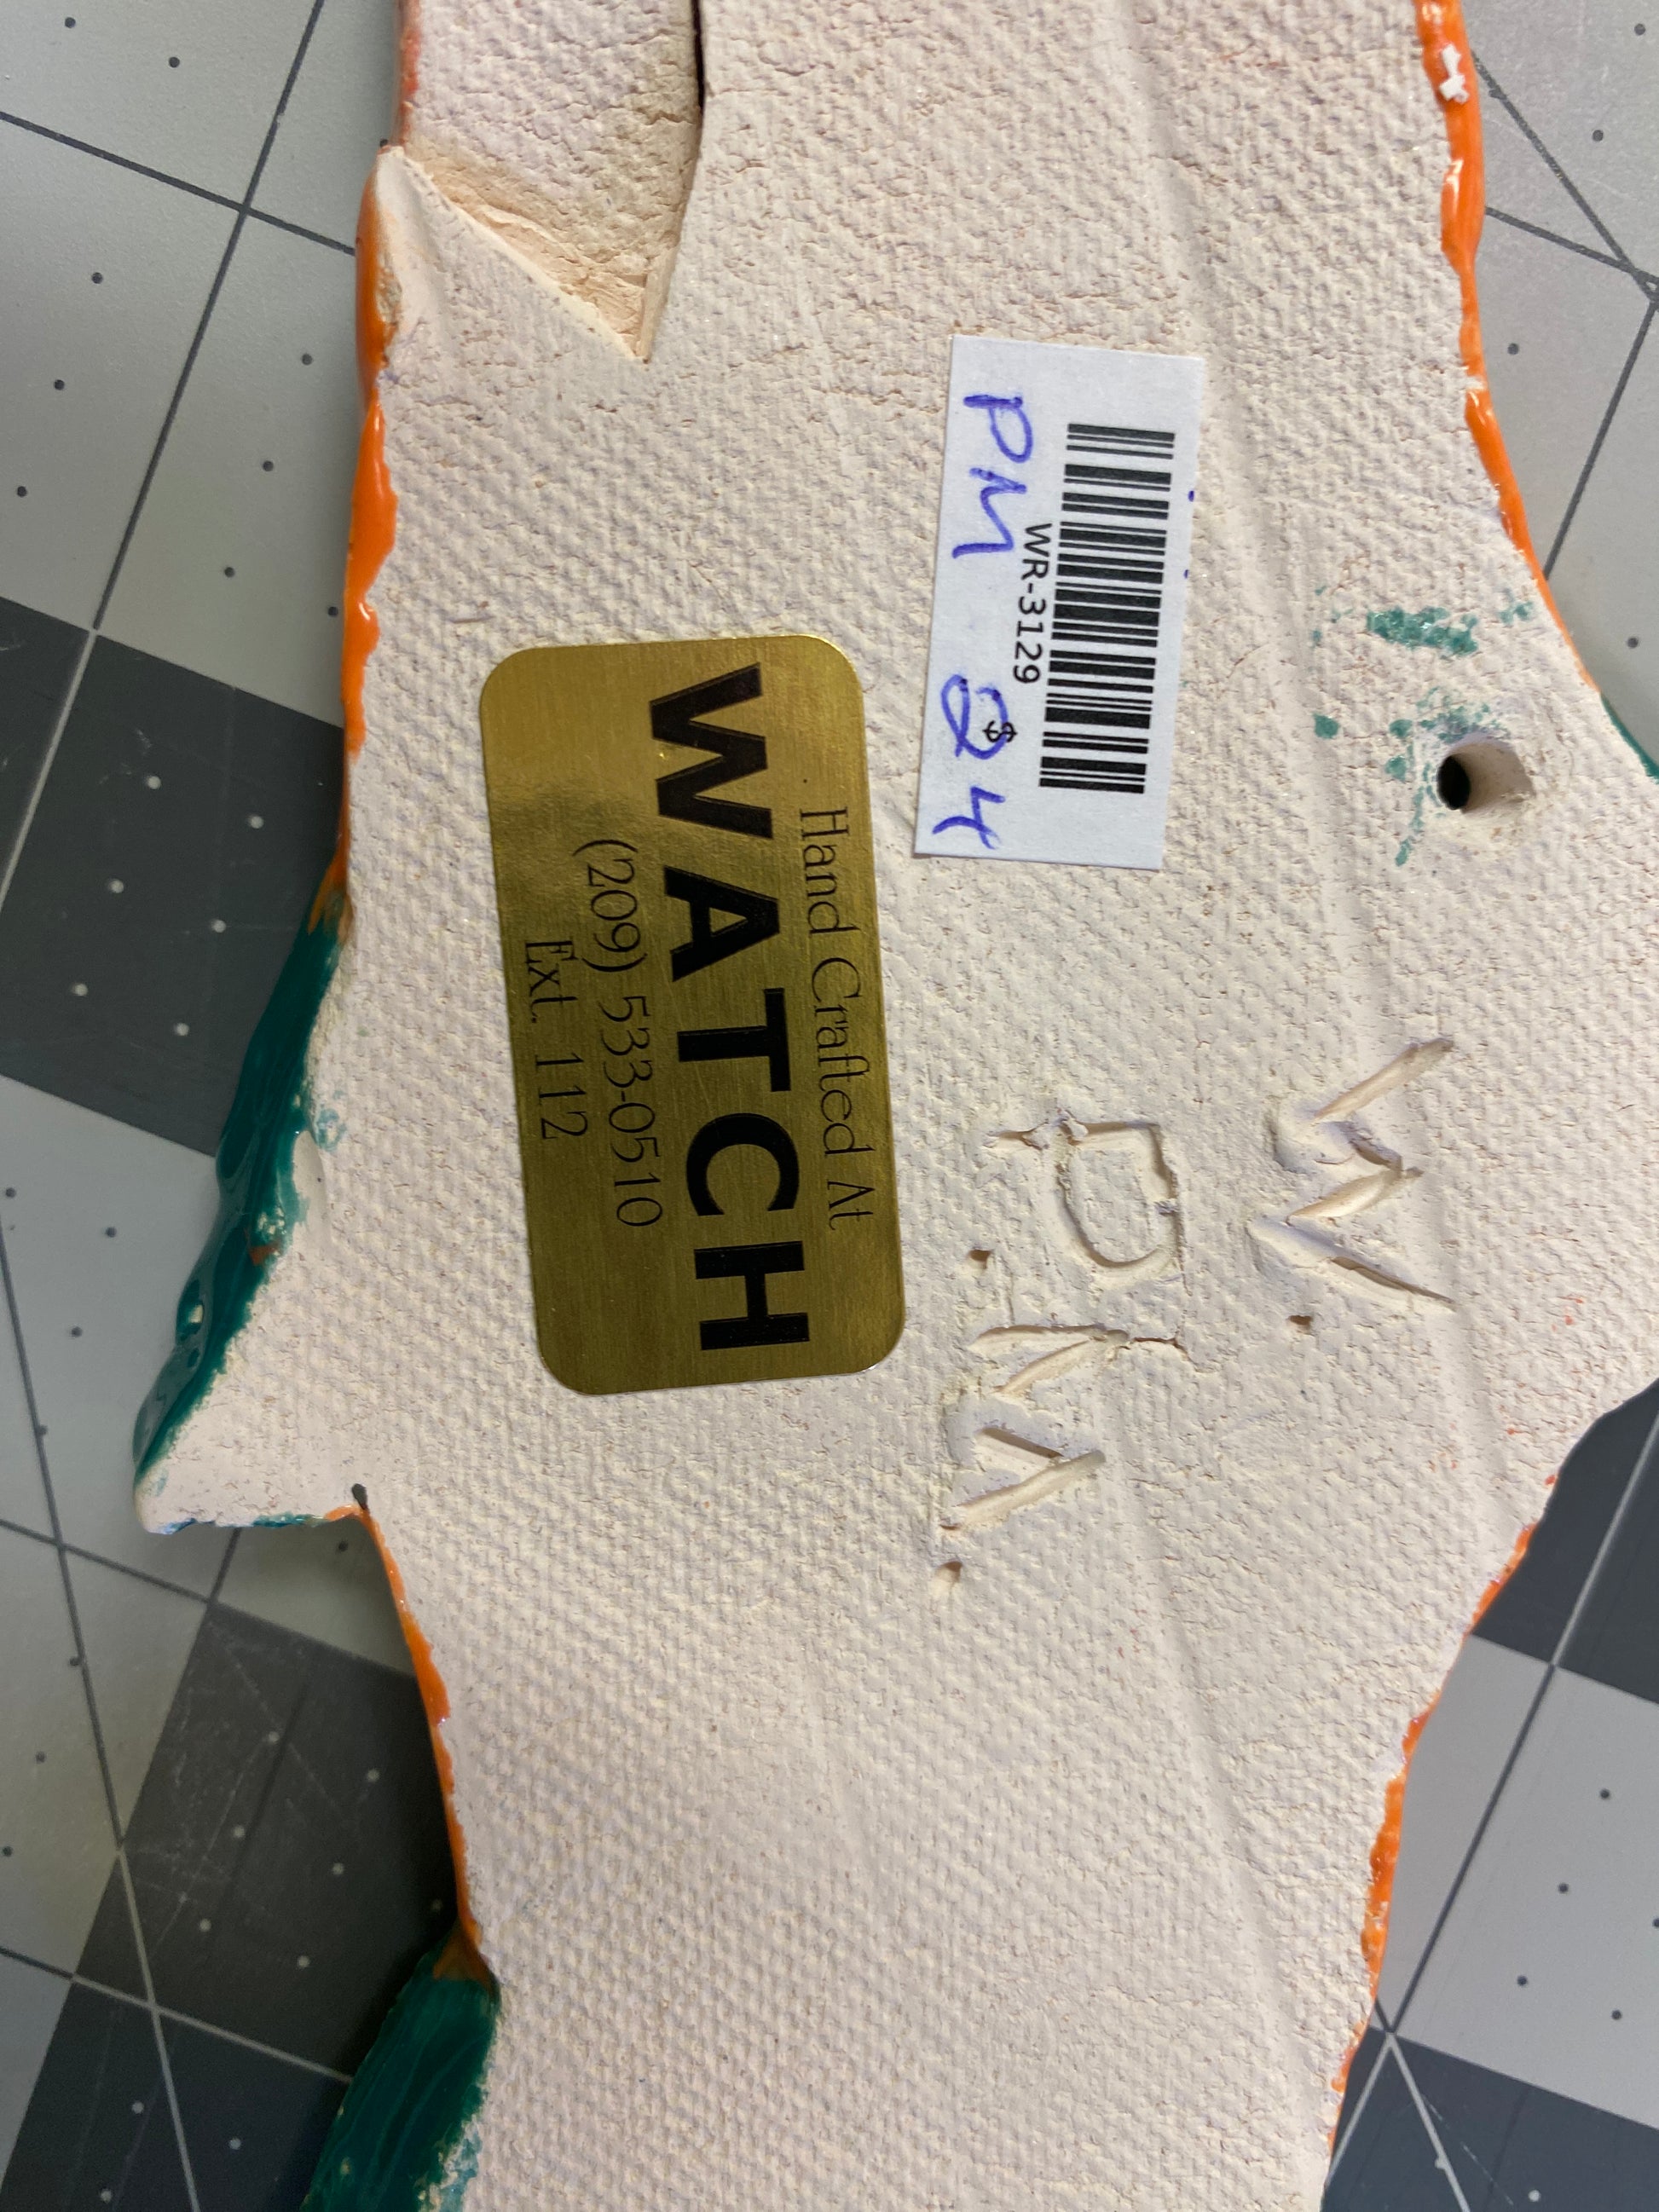 PM
WR-3129
$
24
Hand Crafted At
WATCH
(209) 533-0510
Ext. 112
W.
D.M.